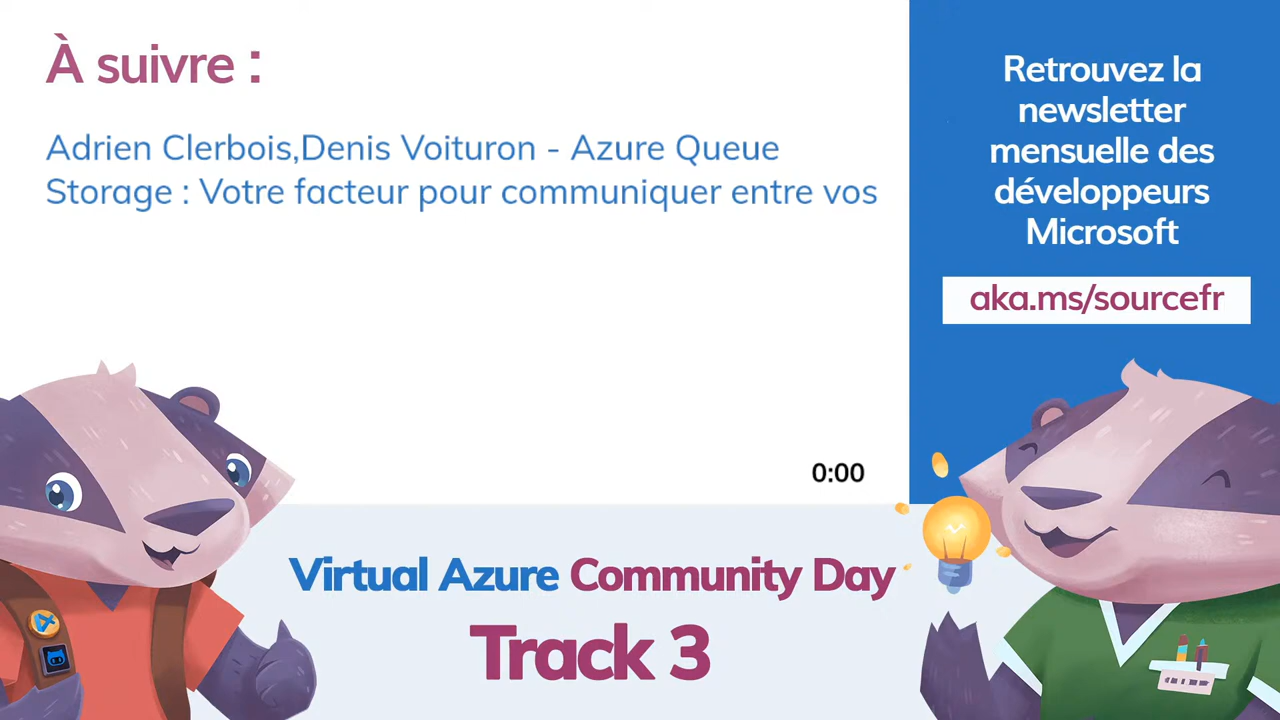 À suivre :
Adrien Clerbois,Denis Voituron - Azure Queue
Storage : Votre facteur pour communiquer entre vos
0:00
Retrouvez la
newsletter
mensuelle des
développeurs
Microsoft
aka.ms/sourcefr
Virtual Azure Community Day
Track 3